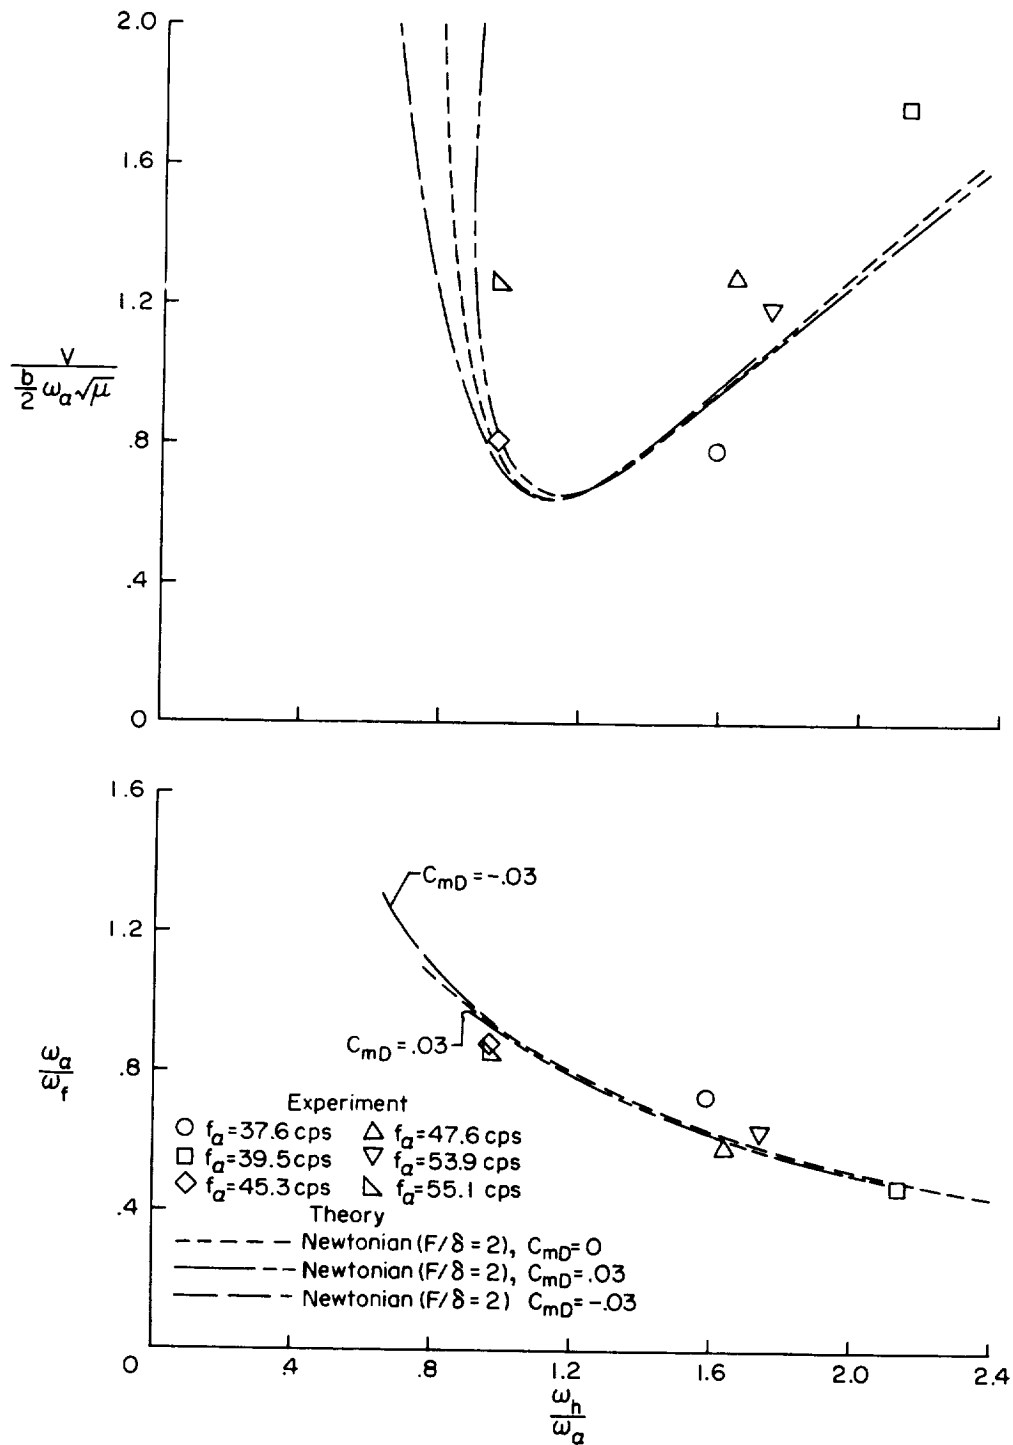 2.0
1.6
1.2
.8
.4
0
V
b/2 ωα√μ
1.6
1.2
.8
.4
0
ωα
ωf
CmD=-.03
CmD=.03
Experiment
fα=37.6 cps
fα=47.6 cps
fα=39.5 cps
fα=53.9 cps
fα=45.3 cps
fα=55.1 cps
Theory
Newtonian (F/δ=2), CmD=0
Newtonian (F/δ=2), CmD=.03
Newtonian (F/δ=2) CmD=-.03
.4 .8 1.2 1.6 2.0 2.4
ωh
ωα